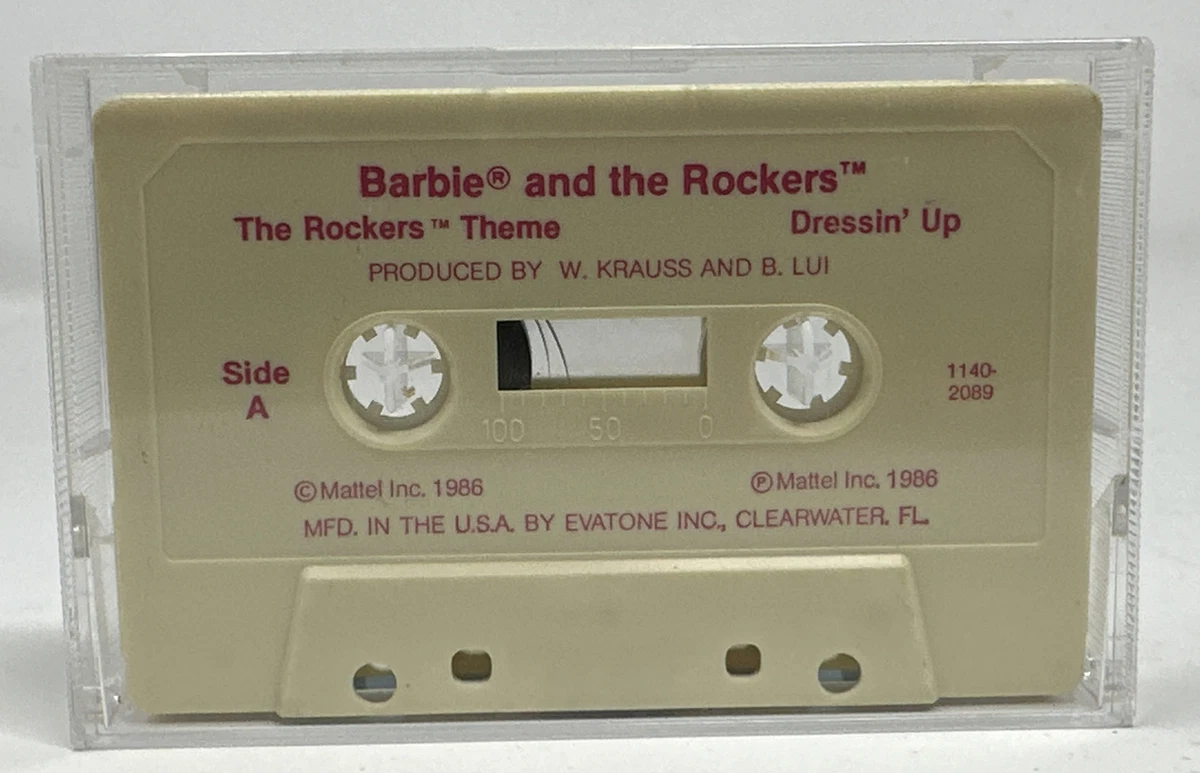 Barbie® and the Rockers™
The Rockers™ Theme Dressin' Up
PRODUCED BY W. KRAUSS AND B. LUI
Side A
1140-2089
100 50 0
©Mattel Inc. 1986 ℗Mattel Inc. 1986
MFD. IN THE U.S.A. BY EVATONE INC., CLEARWATER, FL.